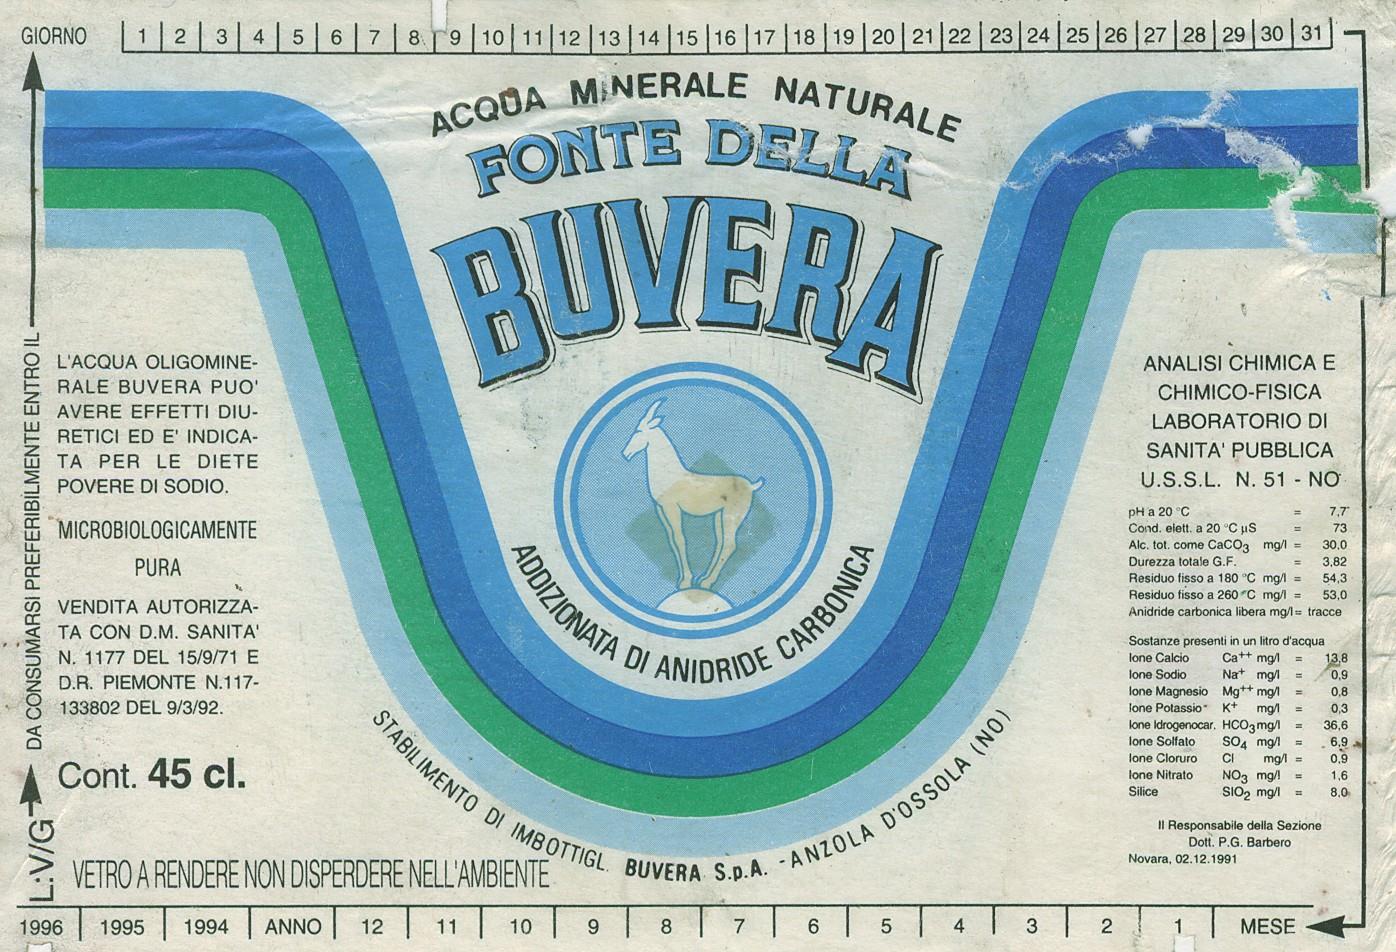 GIORNO 1 2 3 4 5 6 7 8 9 10 11 12 13 14 15 16 17 18 19 20 21 22 23 24 25 26 27 28 29 30 31
ACQUA MINERALE NATURALE
FONTE DELLA
BUVERA
ADDIZIONATA DI ANIDRIDE CARBONICA
STABILIMENTO DI IMBOTTIGL. BUVERA S.p.A. - ANZOLA D'OSSOLA (NO)
DA CONSUMARSI PREFERIBILMENTE ENTRO IL
L:V/G
L'ACQUA OLIGOMINE-
RALE BUVERA PUO'
AVERE EFFETTI DIU-
RETICI ED E' INDICA-
TA PER LE DIETE
POVERE DI SODIO.
MICROBIOLOGICAMENTE
PURA
VENDITA AUTORIZZA-
TA CON D.M. SANITA'
N. 1177 DEL 15/9/71 E
D.R. PIEMONTE N.117-
133802 DEL 9/3/92.
Cont. 45 cl.
VETRO A RENDERE NON DISPERDERE NELL'AMBIENTE
ANALISI CHIMICA E
CHIMICO-FISICA
LABORATORIO DI
SANITA' PUBBLICA
U.S.S.L. N. 51 - NO
pH a 20 °C = 7,7
Cond. elett. a 20 °C µS = 73
Alc. tot. come CaCO3 mg/l = 30,0
Durezza totale G.F. = 3,82
Residuo fisso a 180 °C mg/l = 54,3
Residuo fisso a 260 °C mg/l = 53,0
Anidride carbonica libera mg/l = tracce
Sostanze presenti in un litro d'acqua
Ione Calcio Ca++ mg/l = 13,8
Ione Sodio Na+ mg/l = 0,9
Ione Magnesio Mg++ mg/l = 0,8
Ione Potassio K+ mg/l = 0,3
Ione Idrogenocar. HCO3 mg/l = 36,6
Ione Solfato SO4 mg/l = 6,9
Ione Cloruro Cl mg/l = 0,9
Ione Nitrato NO3 mg/l = 1,6
Silice SIO2 mg/l = 8,0
Il Responsabile della Sezione
Dott. P.G. Barbero
Novara, 02.12.1991
1996 1995 1994 ANNO 12 11 10 9 8 7 6 5 4 3 2 1 MESE